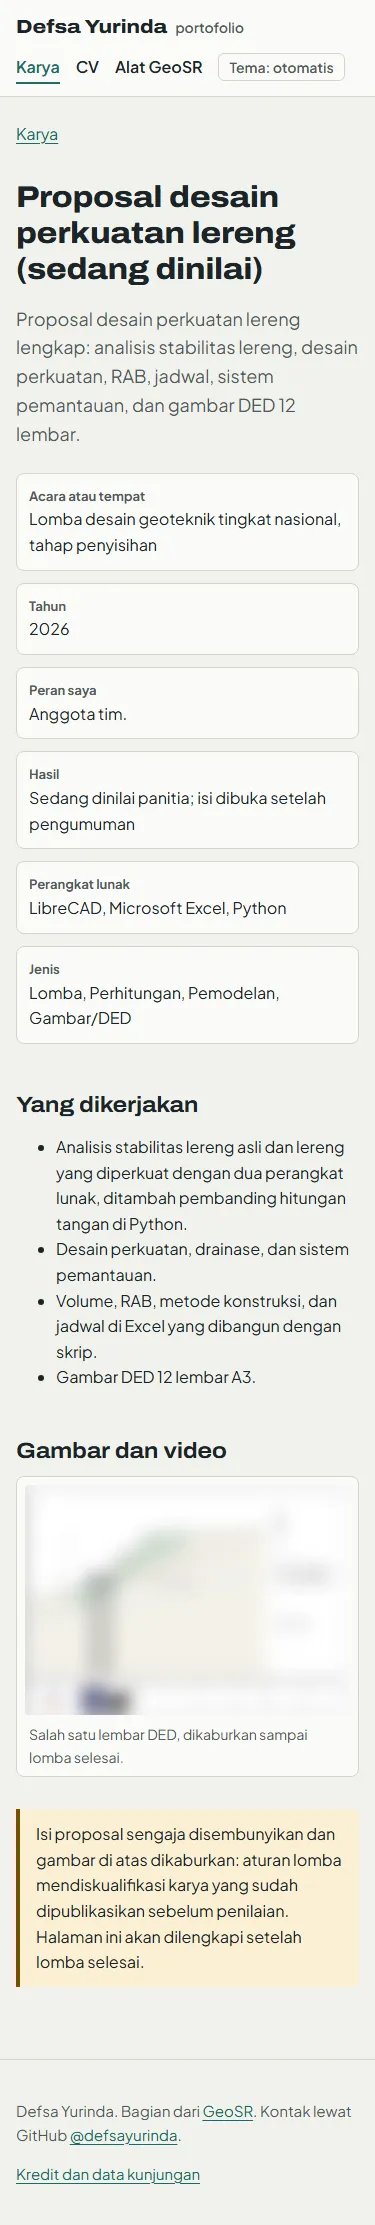 Defsa Yurinda portofolio
Karya CV Alat GeoSR Tema: otomatis
Karya
Proposal desain
perkuatan lereng
(sedang dinilai)
Proposal desain perkuatan lereng
lengkap: analisis stabilitas lereng, desain
perkuatan, RAB, jadwal, sistem
pemantauan, dan gambar DED 12
lembar.
Acara atau tempat
Lomba desain geoteknik tingkat nasional,
tahap penyisihan
Tahun
2026
Peran saya
Anggota tim.
Hasil
Sedang dinilai panitia; isi dibuka setelah
pengumuman
Perangkat lunak
LibreCAD, Microsoft Excel, Python
Jenis
Lomba, Perhitungan, Pemodelan,
Gambar/DED
Yang dikerjakan
Analisis stabilitas lereng asli dan lereng
yang diperkuat dengan dua perangkat
lunak, ditambah pembanding hitungan
tangan di Python.
Desain perkuatan, drainase, dan sistem
pemantauan.
Volume, RAB, metode konstruksi, dan
jadwal di Excel yang dibangun dengan
skrip.
Gambar DED 12 lembar A3.
Gambar dan video
Salah satu lembar DED, dikaburkan sampai
lomba selesai.
Isi proposal sengaja disembunyikan dan
gambar di atas dikaburkan: aturan lomba
mendiskualifikasi karya yang sudah
dipublikasikan sebelum penilaian.
Halaman ini akan dilengkapi setelah
lomba selesai.
Defsa Yurinda. Bagian dari GeoSR. Kontak lewat
GitHub @defsayurinda.
Kredit dan data kunjungan